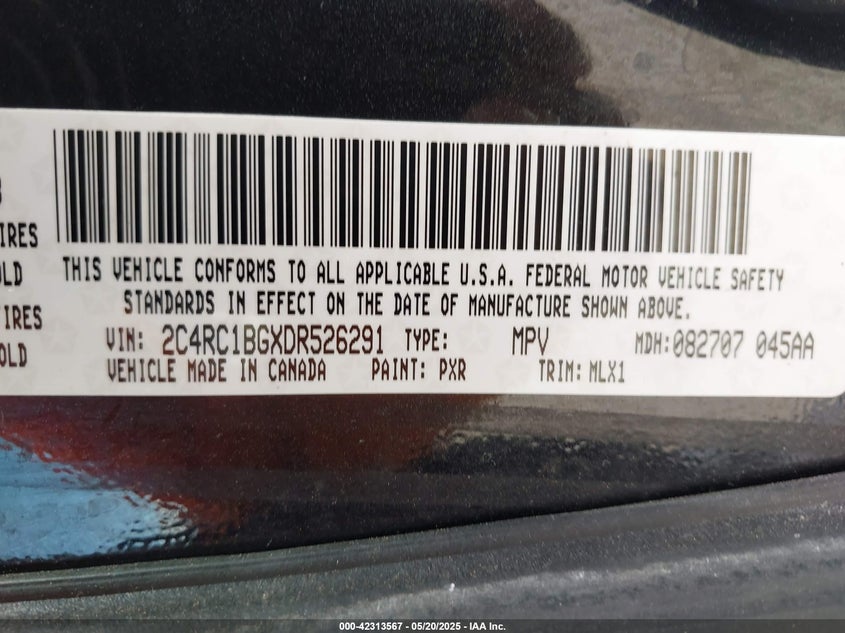 IRES
OLD
IRES
OLD
THIS VEHICLE CONFORMS TO ALL APPLICABLE U.S.A. FEDERAL MOTOR VEHICLE SAFETY
STANDARDS IN EFFECT ON THE DATE OF MANUFACTURE SHOWN ABOVE.
VIN: 2C4RC1BGXDR526291 TYPE: MPV MDH:082707 045AA
VEHICLE MADE IN CANADA PAINT: PXR TRIM: MLX1
000-42313567 — 05/20/2025 — IAA Inc.